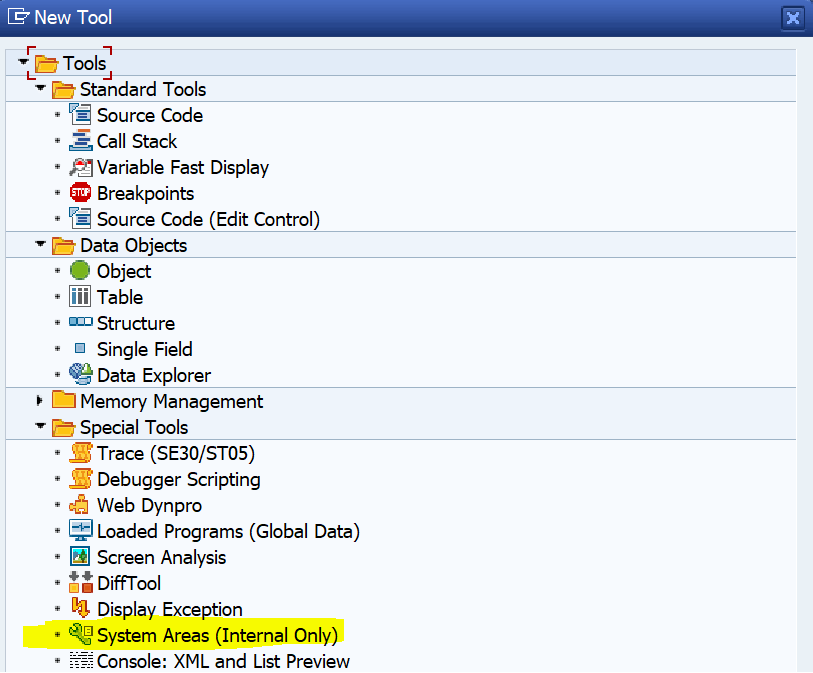 New Tool
Tools
Standard Tools
Source Code
Call Stack
Variable Fast Display
STOP Breakpoints
Source Code (Edit Control)
Data Objects
Object
Table
Structure
Single Field
Data Explorer
Memory Management
Special Tools
Trace (SE30/ST05)
Debugger Scripting
Web Dynpro
Loaded Programs (Global Data)
Screen Analysis
DiffTool
Display Exception
System Areas (Internal Only)
Console: XML and List Preview